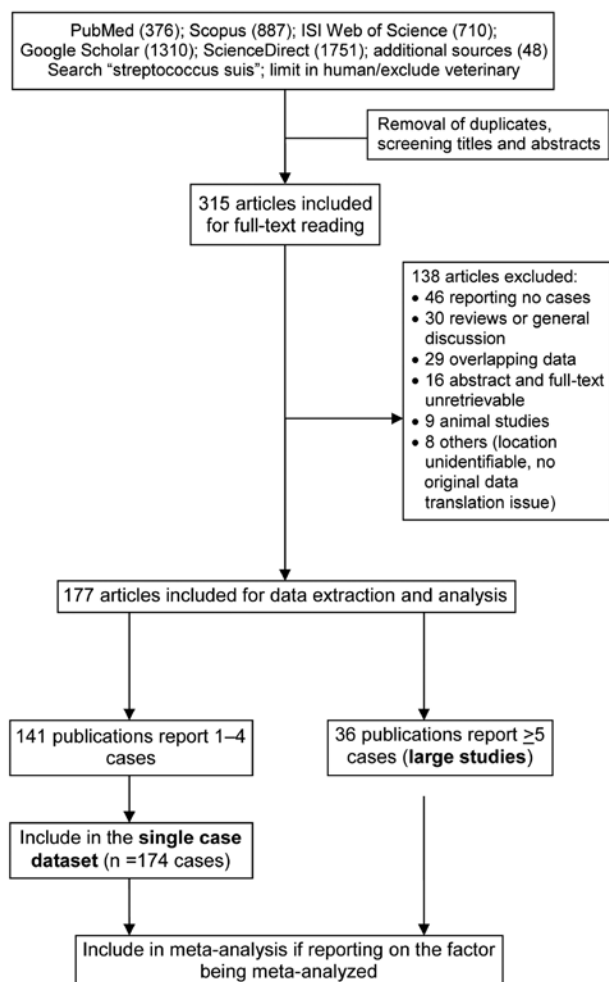 PubMed (376); Scopus (887); ISI Web of Science (710);
Google Scholar (1310); ScienceDirect (1751); additional sources (48)
Search “streptococcus suis”; limit in human/exclude veterinary
Removal of duplicates,
screening titles and abstracts
315 articles included
for full-text reading
138 articles excluded:
• 46 reporting no cases
• 30 reviews or general
discussion
• 29 overlapping data
• 16 abstract and full-text
unretrievable
• 9 animal studies
• 8 others (location
unidentifiable, no
original data
translation issue)
177 articles included for data extraction and analysis
141 publications report 1–4
cases
36 publications report ≥5
cases (large studies)
Include in the single case
dataset (n =174 cases)
Include in meta-analysis if reporting on the factor
being meta-analyzed